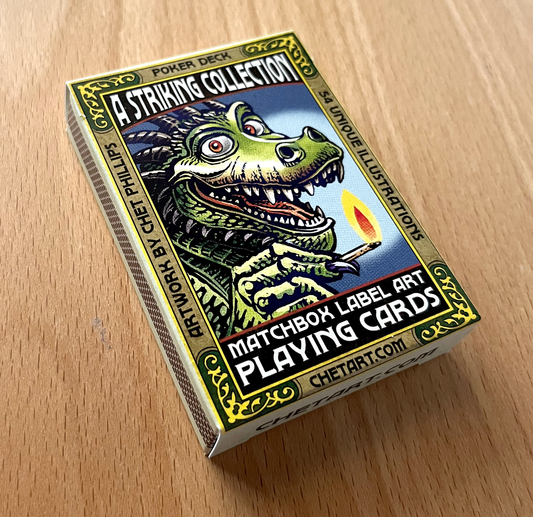 POKER DECK
A STRIKING COLLECTION
54 UNIQUE ILLUSTRATIONS
ARTWORK BY CHET PHILLIPS
MATCHBOX LABEL ART
PLAYING CARDS
CHETART.COM
CHETART.COM